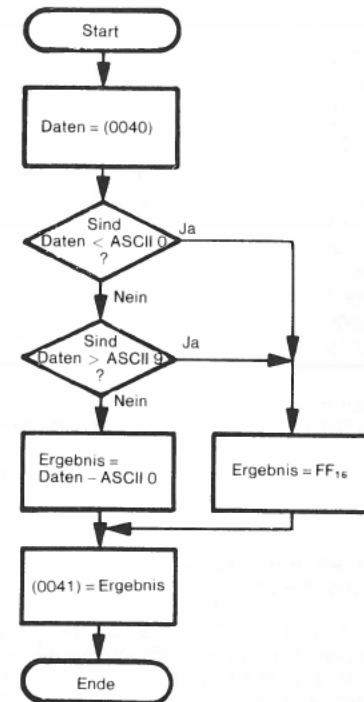 Start
Daten = (0040)
Sind
Daten < ASCII 0
?
Ja
Nein
Sind
Daten > ASCII 9
?
Ja
Nein
Ergebnis =
Daten – ASCII 0
Ergebnis = FF₁₆
(0041) = Ergebnis
Ende